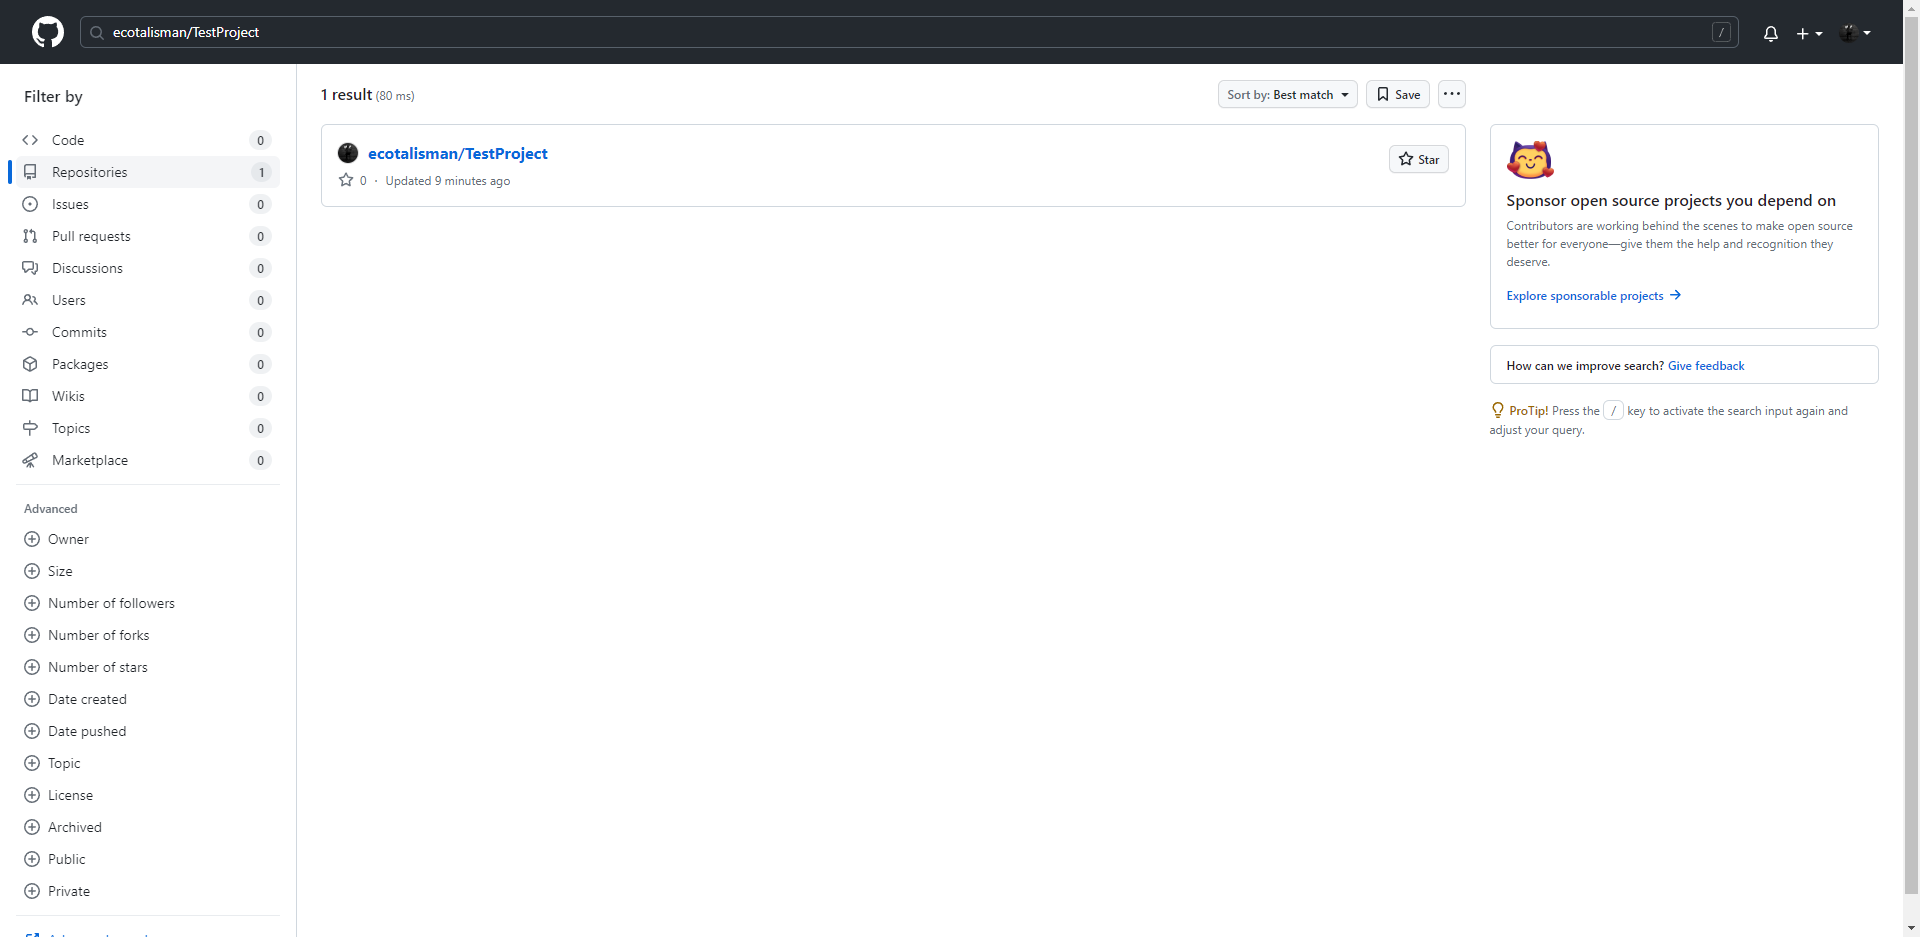 ecotalisman/TestProject
/
Filter by
Code 0
Repositories 1
Issues 0
Pull requests 0
Discussions 0
Users 0
Commits 0
Packages 0
Wikis 0
Topics 0
Marketplace 0
Advanced
Owner
Size
Number of followers
Number of forks
Number of stars
Date created
Date pushed
Topic
License
Archived
Public
Private
1 result (80 ms)
Sort by: Best match
Save
ecotalisman/TestProject
Star
0 · Updated 9 minutes ago
Sponsor open source projects you depend on
Contributors are working behind the scenes to make open source
better for everyone—give them the help and recognition they
deserve.
Explore sponsorable projects →
How can we improve search? Give feedback
ProTip! Press the / key to activate the search input again and
adjust your query.